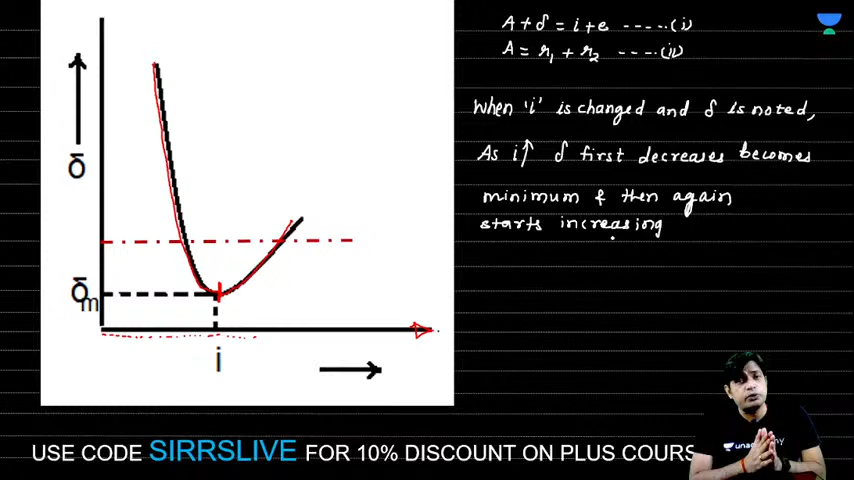 A + δ = i + e -----(i)
A = r₁ + r₂ ----(ii)
When 'i' is changed and δ is noted,
As i↑ δ first decreases becomes
minimum & then again
starts increasing
δ
δm
i
unacademy
USE CODE SIRRSLIVE FOR 10% DISCOUNT ON PLUS COURS